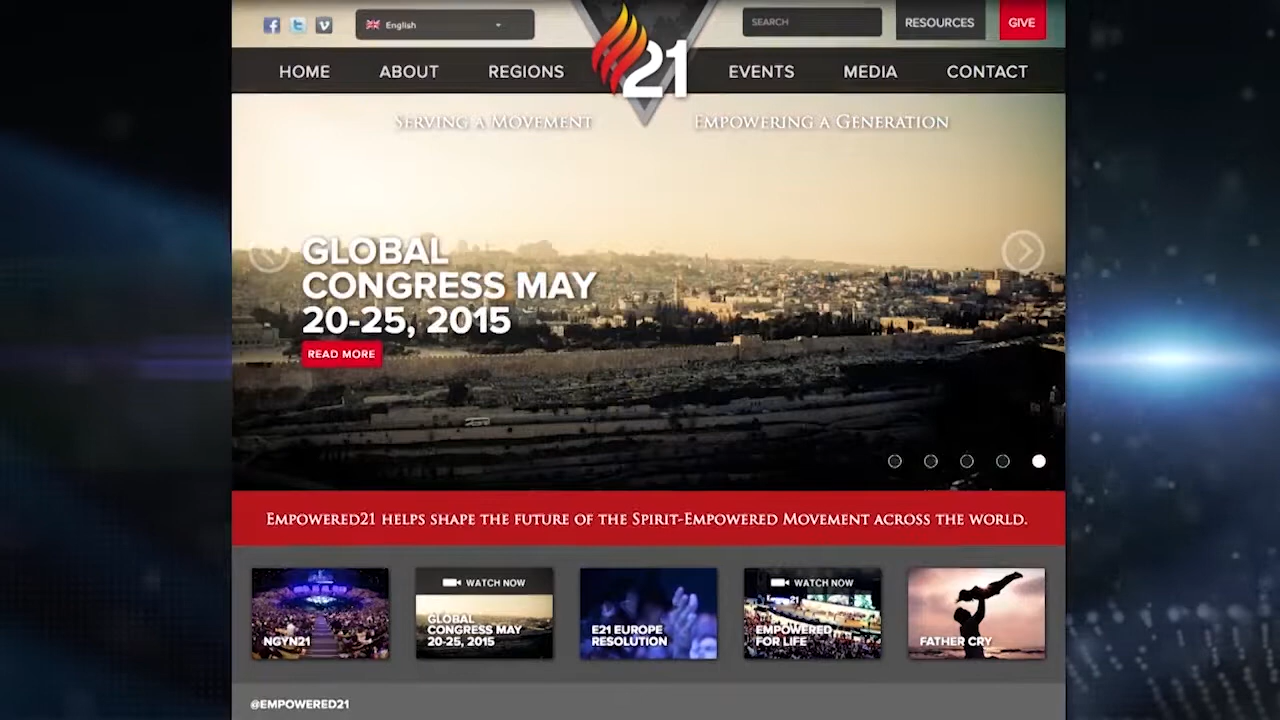 English
SEARCH
RESOURCES
GIVE
HOME
ABOUT
REGIONS
21
EVENTS
MEDIA
CONTACT
SERVING A MOVEMENT
EMPOWERING A GENERATION
GLOBAL
CONGRESS MAY
20-25, 2015
READ MORE
EMPOWERED21 HELPS SHAPE THE FUTURE OF THE SPIRIT-EMPOWERED MOVEMENT ACROSS THE WORLD.
NGYN21
WATCH NOW
GLOBAL
CONGRESS MAY
20-25, 2015
E21 EUROPE
RESOLUTION
WATCH NOW
21
EMPOWERED
FOR LIFE
FATHER CRY
@EMPOWERED21